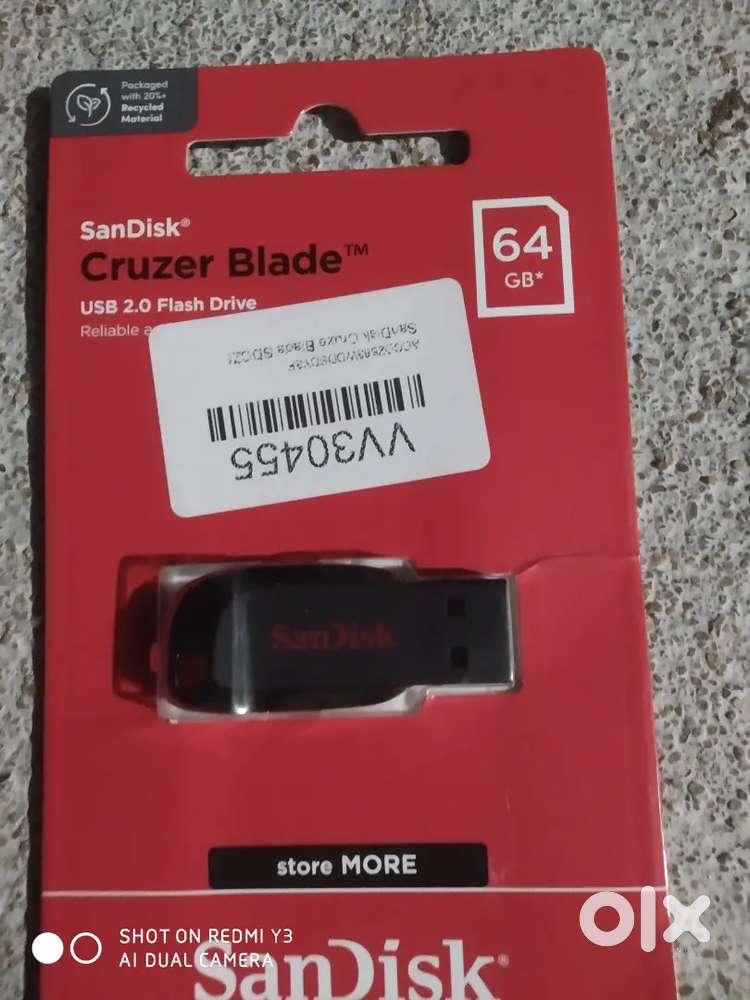 Packaged
with 20%+
Recycled
Material
SanDisk®
Cruzer Blade™
USB 2.0 Flash Drive
Reliable
64
GB*
SanDisk Cruze Blade SDCZ
VV30455
SanDisk
store MORE
SanDisk®
SHOT ON REDMI Y3
AI DUAL CAMERA
olx